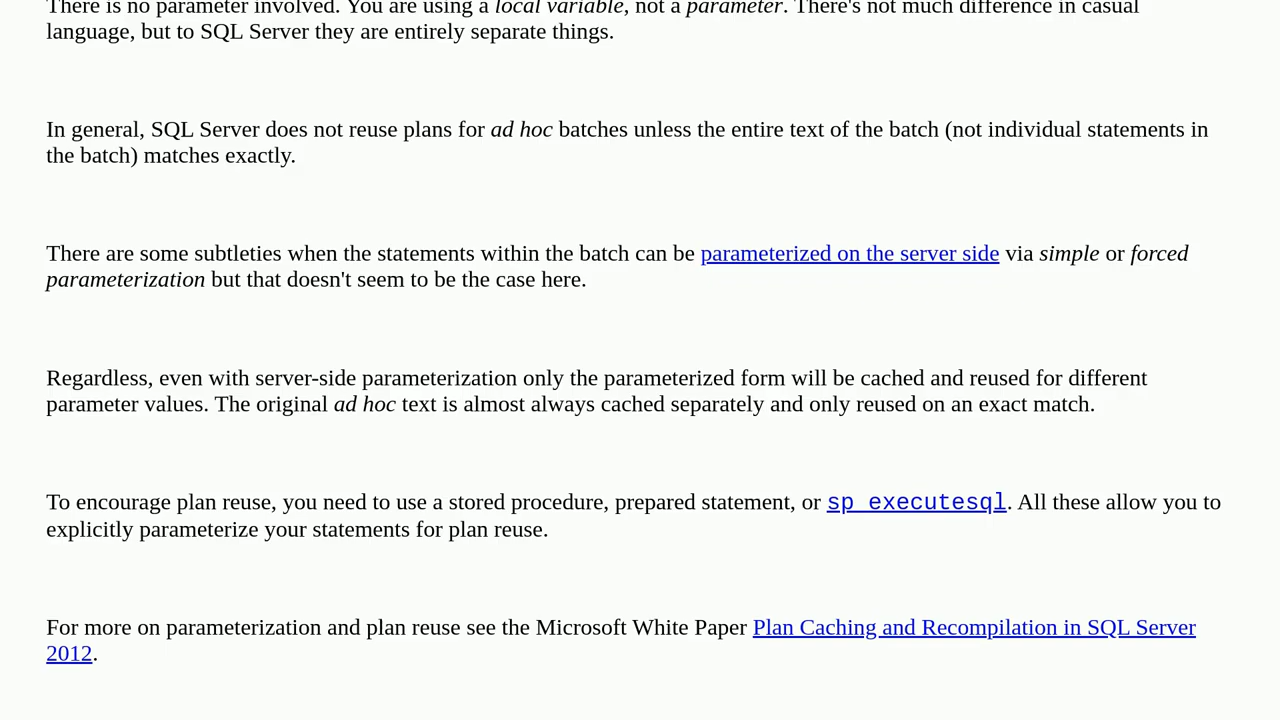 There is no parameter involved. You are using a local variable, not a parameter. There's not much difference in casual
language, but to SQL Server they are entirely separate things.
In general, SQL Server does not reuse plans for ad hoc batches unless the entire text of the batch (not individual statements in
the batch) matches exactly.
There are some subtleties when the statements within the batch can be parameterized on the server side via simple or forced
parameterization but that doesn't seem to be the case here.
Regardless, even with server-side parameterization only the parameterized form will be cached and reused for different
parameter values. The original ad hoc text is almost always cached separately and only reused on an exact match.
To encourage plan reuse, you need to use a stored procedure, prepared statement, or sp_executesql. All these allow you to
explicitly parameterize your statements for plan reuse.
For more on parameterization and plan reuse see the Microsoft White Paper Plan Caching and Recompilation in SQL Server
2012.